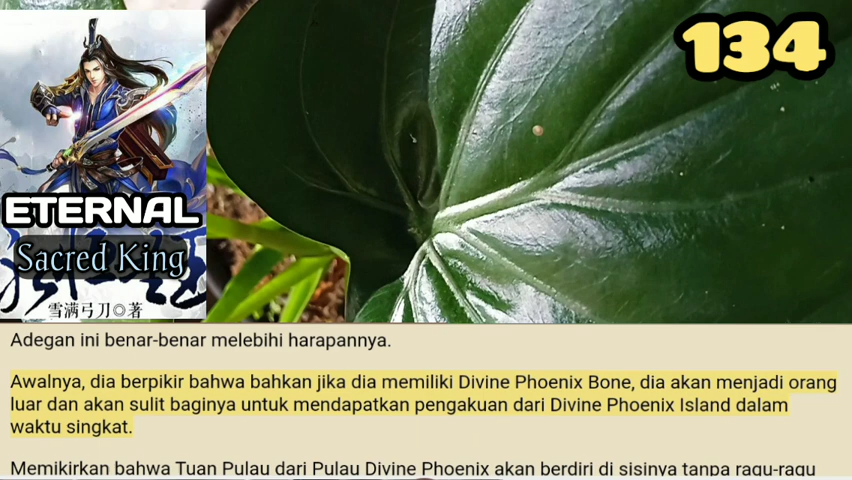 134
ETERNAL
Sacred King
雪满弓刀◎著
Adegan ini benar-benar melebihi harapannya.
Awalnya, dia berpikir bahwa bahkan jika dia memiliki Divine Phoenix Bone, dia akan menjadi orang
luar dan akan sulit baginya untuk mendapatkan pengakuan dari Divine Phoenix Island dalam
waktu singkat.
Memikirkan bahwa Tuan Pulau dari Pulau Divine Phoenix akan berdiri di sisinya tanpa ragu-ragu